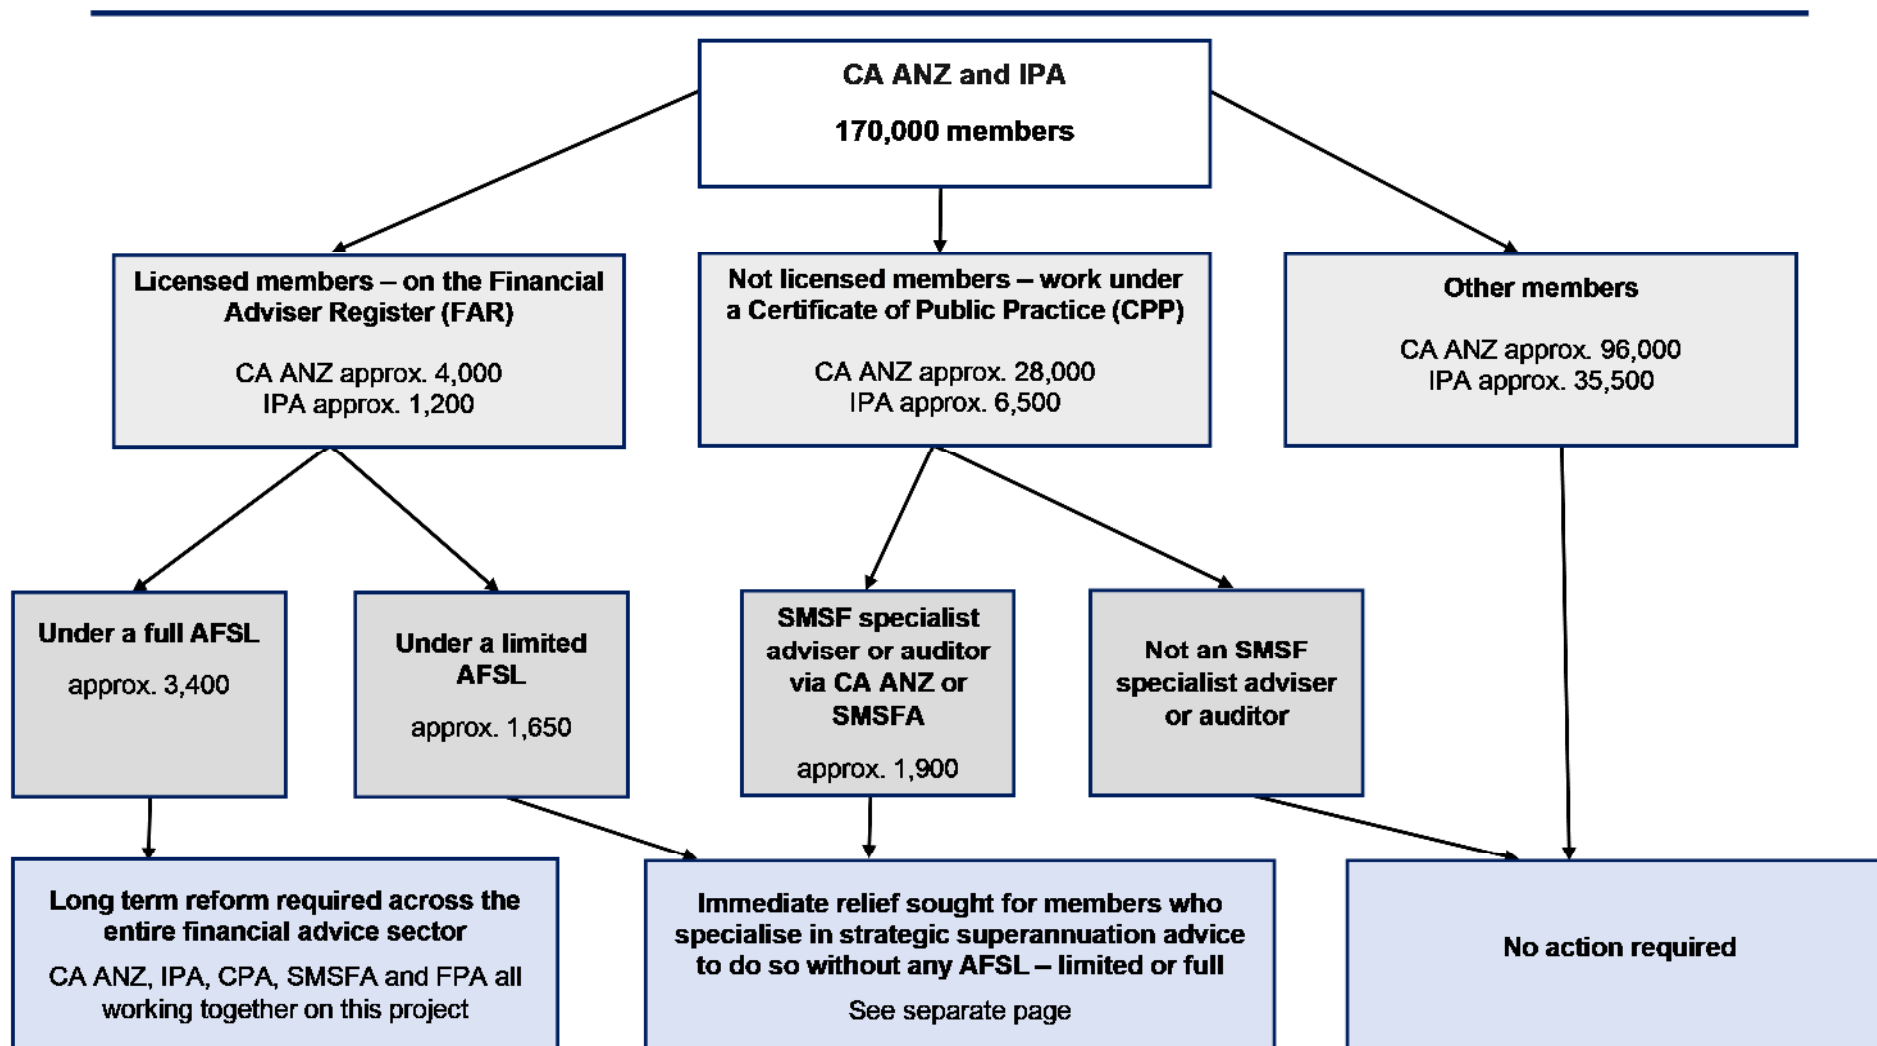 CA ANZ and IPA
170,000 members
Licensed members – on the Financial
Adviser Register (FAR)
CA ANZ approx. 4,000
IPA approx. 1,200
Not licensed members – work under
a Certificate of Public Practice (CPP)
CA ANZ approx. 28,000
IPA approx. 6,500
Other members
CA ANZ approx. 96,000
IPA approx. 35,500
Under a full AFSL
approx. 3,400
Under a limited
AFSL
approx. 1,650
SMSF specialist
adviser or auditor
via CA ANZ or
SMSFA
approx. 1,900
Not an SMSF
specialist adviser
or auditor
Long term reform required across the
entire financial advice sector
CA ANZ, IPA, CPA, SMSFA and FPA all
working together on this project
Immediate relief sought for members who
specialise in strategic superannuation advice
to do so without any AFSL – limited or full
See separate page
No action required